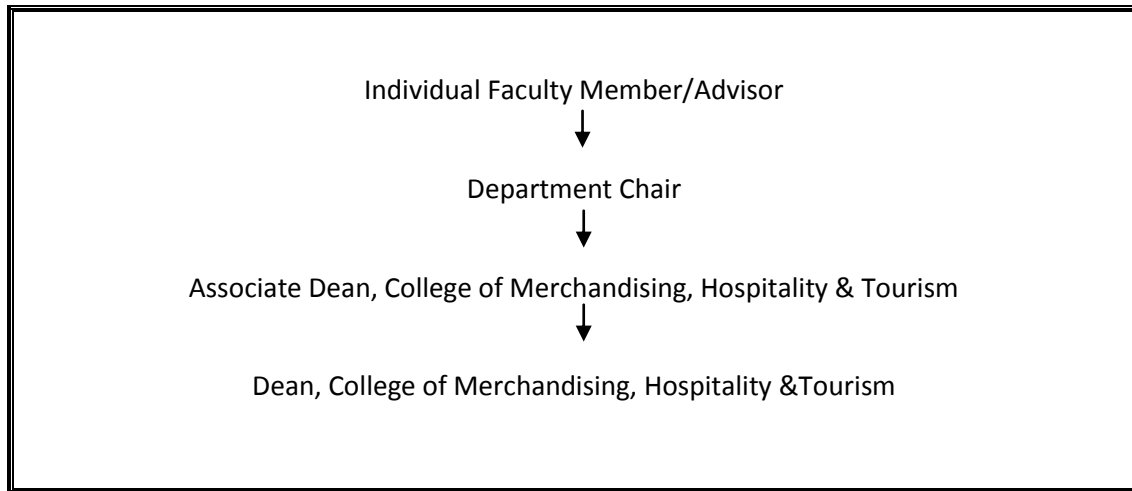 Individual Faculty Member/Advisor
Department Chair
Associate Dean, College of Merchandising, Hospitality & Tourism
Dean, College of Merchandising, Hospitality &Tourism